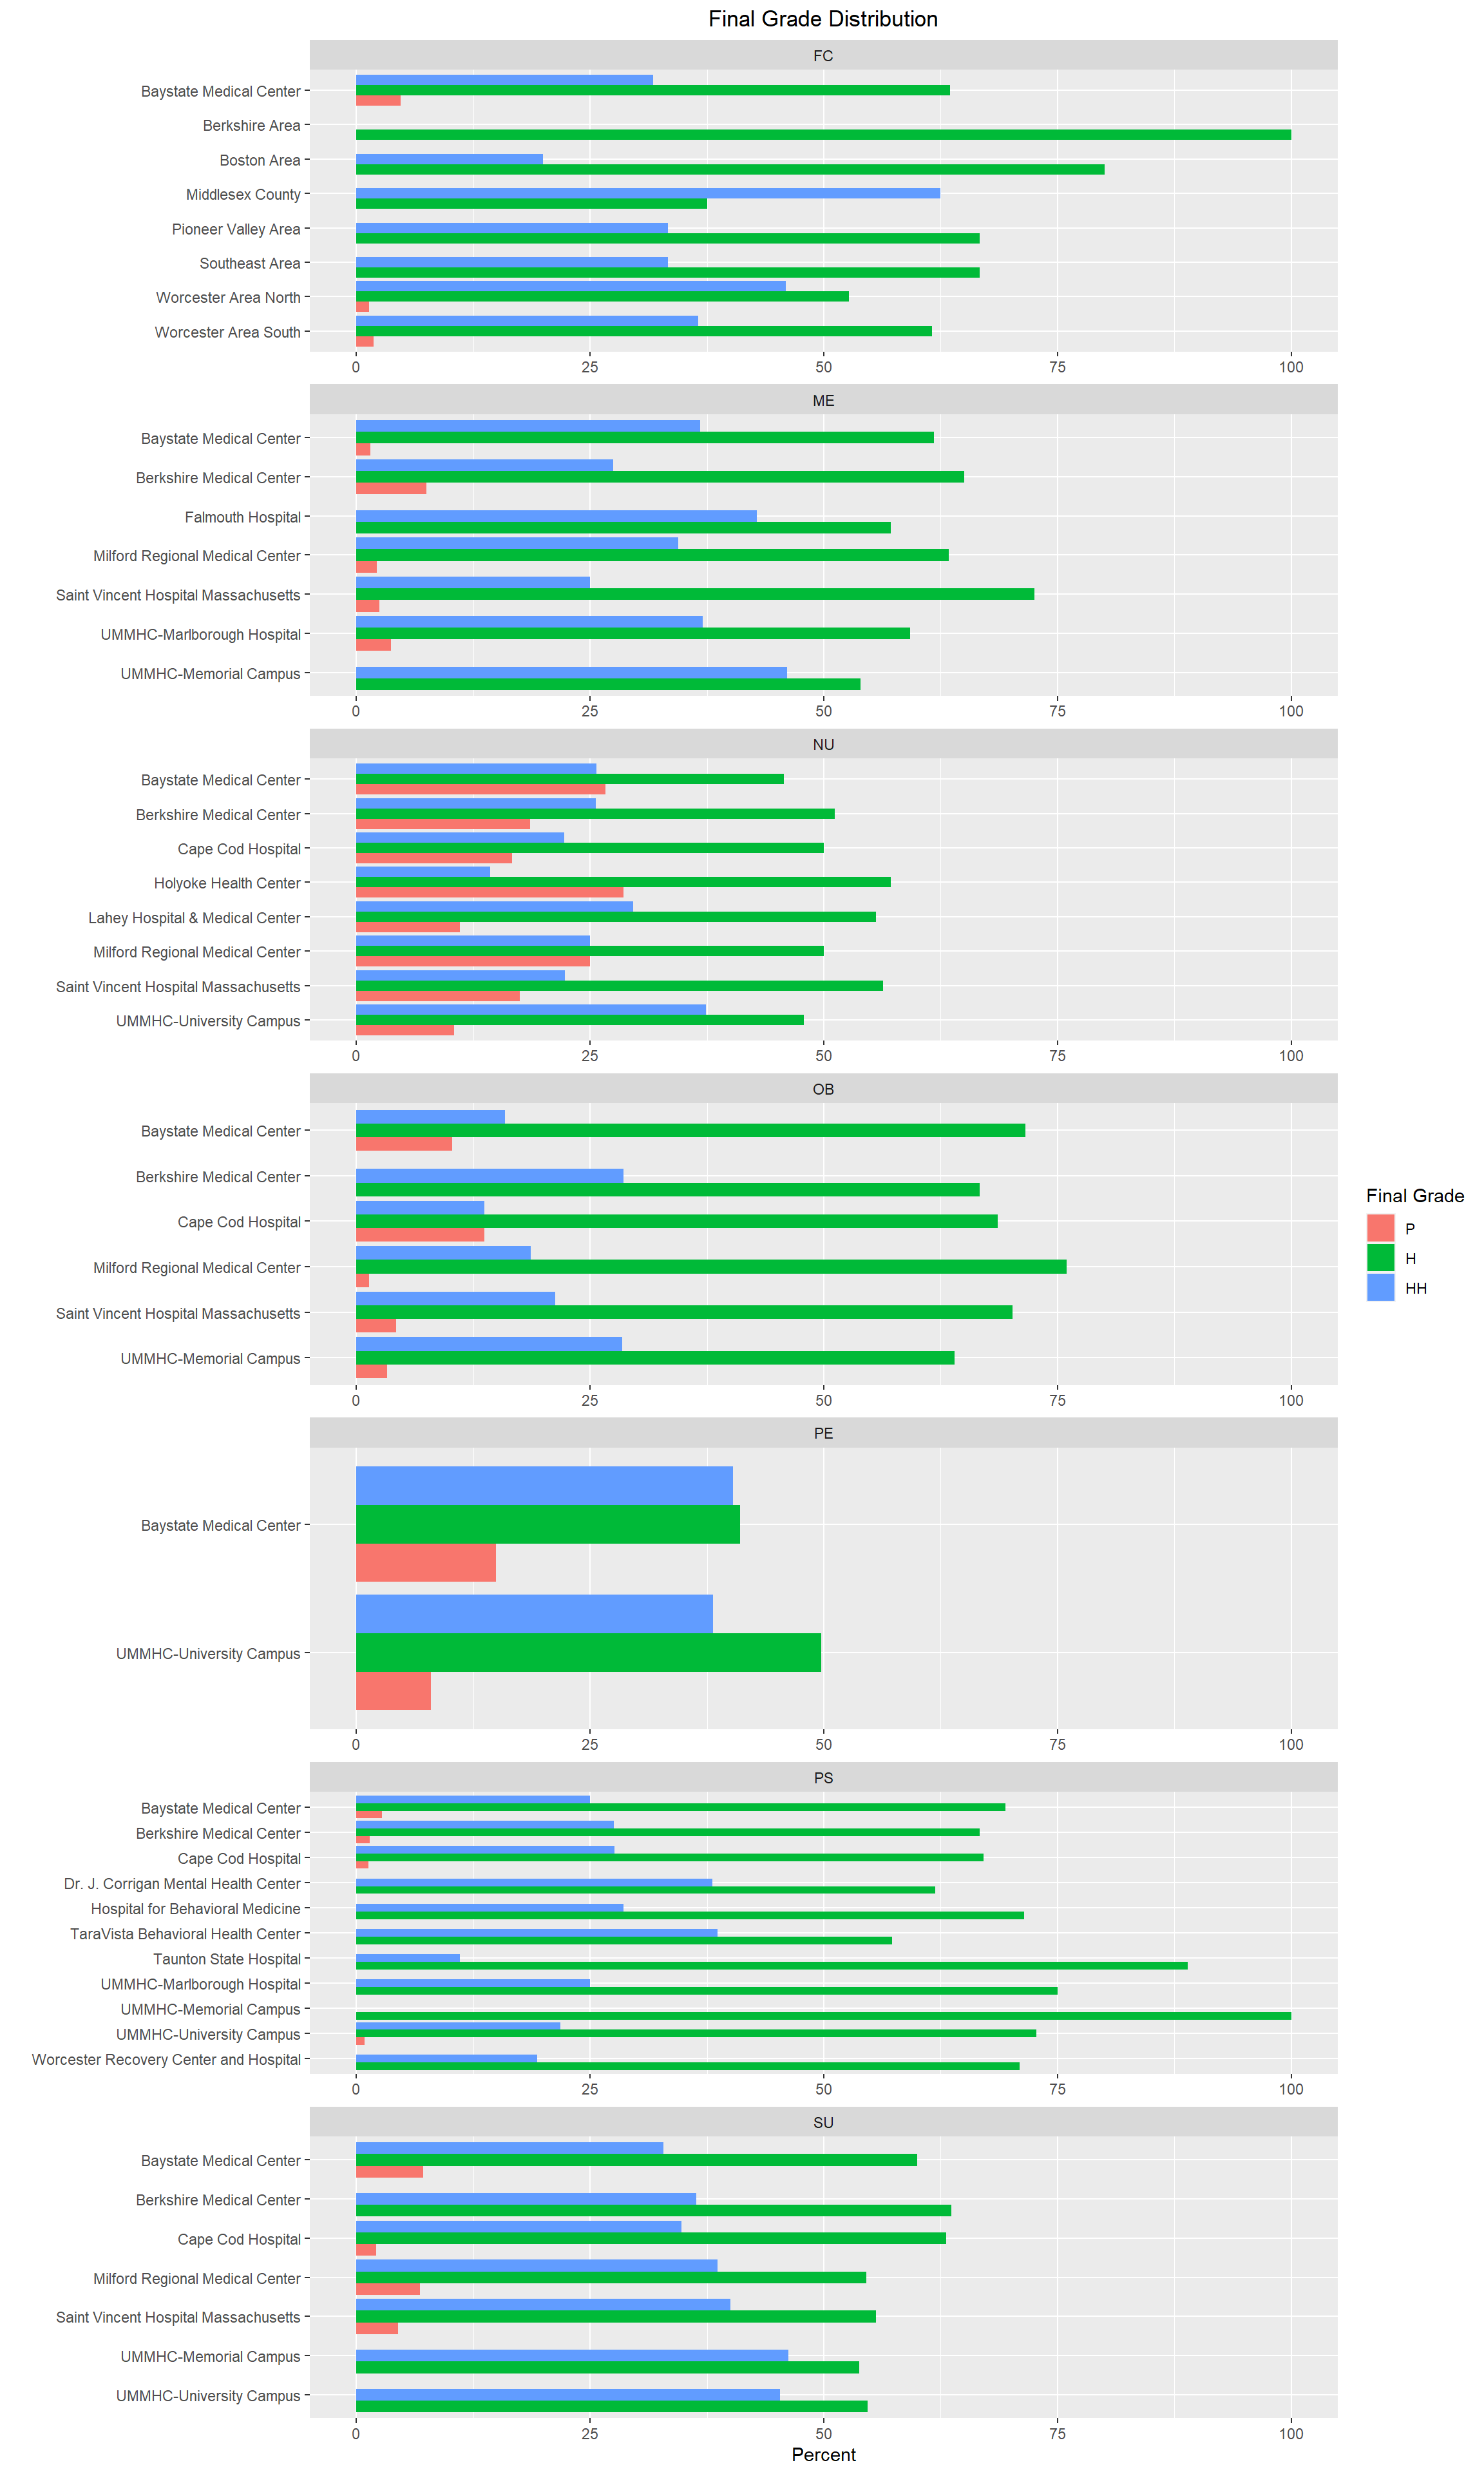 Final Grade Distribution
FC
Baystate Medical Center
Berkshire Area
Boston Area
Middlesex County
Pioneer Valley Area
Southeast Area
Worcester Area North
Worcester Area South
0 25 50 75 100
ME
Baystate Medical Center
Berkshire Medical Center
Falmouth Hospital
Milford Regional Medical Center
Saint Vincent Hospital Massachusetts
UMMHC-Marlborough Hospital
UMMHC-Memorial Campus
0 25 50 75 100
NU
Baystate Medical Center
Berkshire Medical Center
Cape Cod Hospital
Holyoke Health Center
Lahey Hospital & Medical Center
Milford Regional Medical Center
Saint Vincent Hospital Massachusetts
UMMHC-University Campus
0 25 50 75 100
OB
Baystate Medical Center
Berkshire Medical Center
Cape Cod Hospital
Milford Regional Medical Center
Saint Vincent Hospital Massachusetts
UMMHC-Memorial Campus
0 25 50 75 100
Final Grade
P
H
HH
PE
Baystate Medical Center
UMMHC-University Campus
0 25 50 75 100
PS
Baystate Medical Center
Berkshire Medical Center
Cape Cod Hospital
Dr. J. Corrigan Mental Health Center
Hospital for Behavioral Medicine
TaraVista Behavioral Health Center
Taunton State Hospital
UMMHC-Marlborough Hospital
UMMHC-Memorial Campus
UMMHC-University Campus
Worcester Recovery Center and Hospital
0 25 50 75 100
SU
Baystate Medical Center
Berkshire Medical Center
Cape Cod Hospital
Milford Regional Medical Center
Saint Vincent Hospital Massachusetts
UMMHC-Memorial Campus
UMMHC-University Campus
0 25 50 75 100
Percent